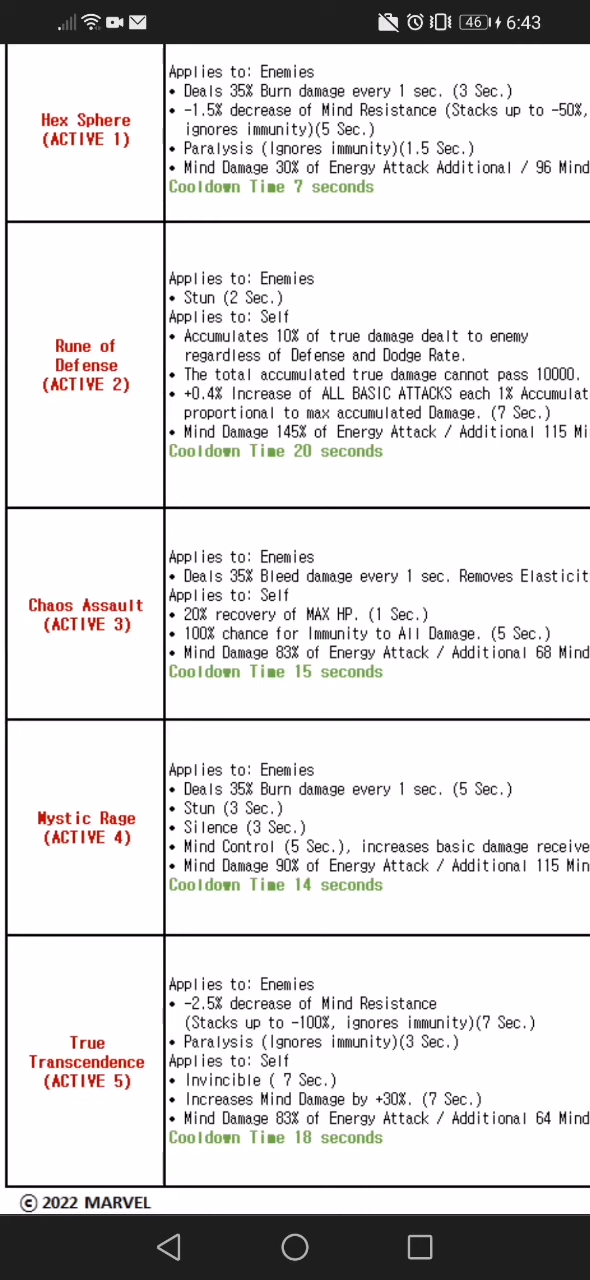 46 6:43
Hex Sphere
(ACTIVE 1)
Applies to: Enemies
• Deals 35% Burn damage every 1 sec. (3 Sec.)
• -1.5% decrease of Mind Resistance (Stacks up to -50%,
ignores immunity)(5 Sec.)
• Paralysis (Ignores immunity)(1.5 Sec.)
• Mind Damage 30% of Energy Attack Additional / 96 Mind
Cooldown Time 7 seconds
Rune of
Defense
(ACTIVE 2)
Applies to: Enemies
• Stun (2 Sec.)
Applies to: Self
• Accumulates 10% of true damage dealt to enemy
regardless of Defense and Dodge Rate.
• The total accumulated true damage cannot pass 10000.
• +0.4% Increase of ALL BASIC ATTACKS each 1% Accumulat
proportional to max accumulated Damage. (7 Sec.)
• Mind Damage 145% of Energy Attack / Additional 115 Mi
Cooldown Time 20 seconds
Chaos Assault
(ACTIVE 3)
Applies to: Enemies
• Deals 35% Bleed damage every 1 sec. Removes Elasticit
Applies to: Self
• 20% recovery of MAX HP. (1 Sec.)
• 100% chance for Immunity to All Damage. (5 Sec.)
• Mind Damage 83% of Energy Attack / Additional 68 Mind
Cooldown Time 15 seconds
Mystic Rage
(ACTIVE 4)
Applies to: Enemies
• Deals 35% Burn damage every 1 sec. (5 Sec.)
• Stun (3 Sec.)
• Silence (3 Sec.)
• Mind Control (5 Sec.), increases basic damage receive
• Mind Damage 90% of Energy Attack / Additional 115 Min
Cooldown Time 14 seconds
True
Transcendence
(ACTIVE 5)
Applies to: Enemies
• -2.5% decrease of Mind Resistance
(Stacks up to -100%, ignores immunity)(7 Sec.)
• Paralysis (Ignores immunity)(3 Sec.)
Applies to: Self
• Invincible ( 7 Sec.)
• Increases Mind Damage by +30%. (7 Sec.)
• Mind Damage 83% of Energy Attack / Additional 64 Mind
Cooldown Time 18 seconds
© 2022 MARVEL